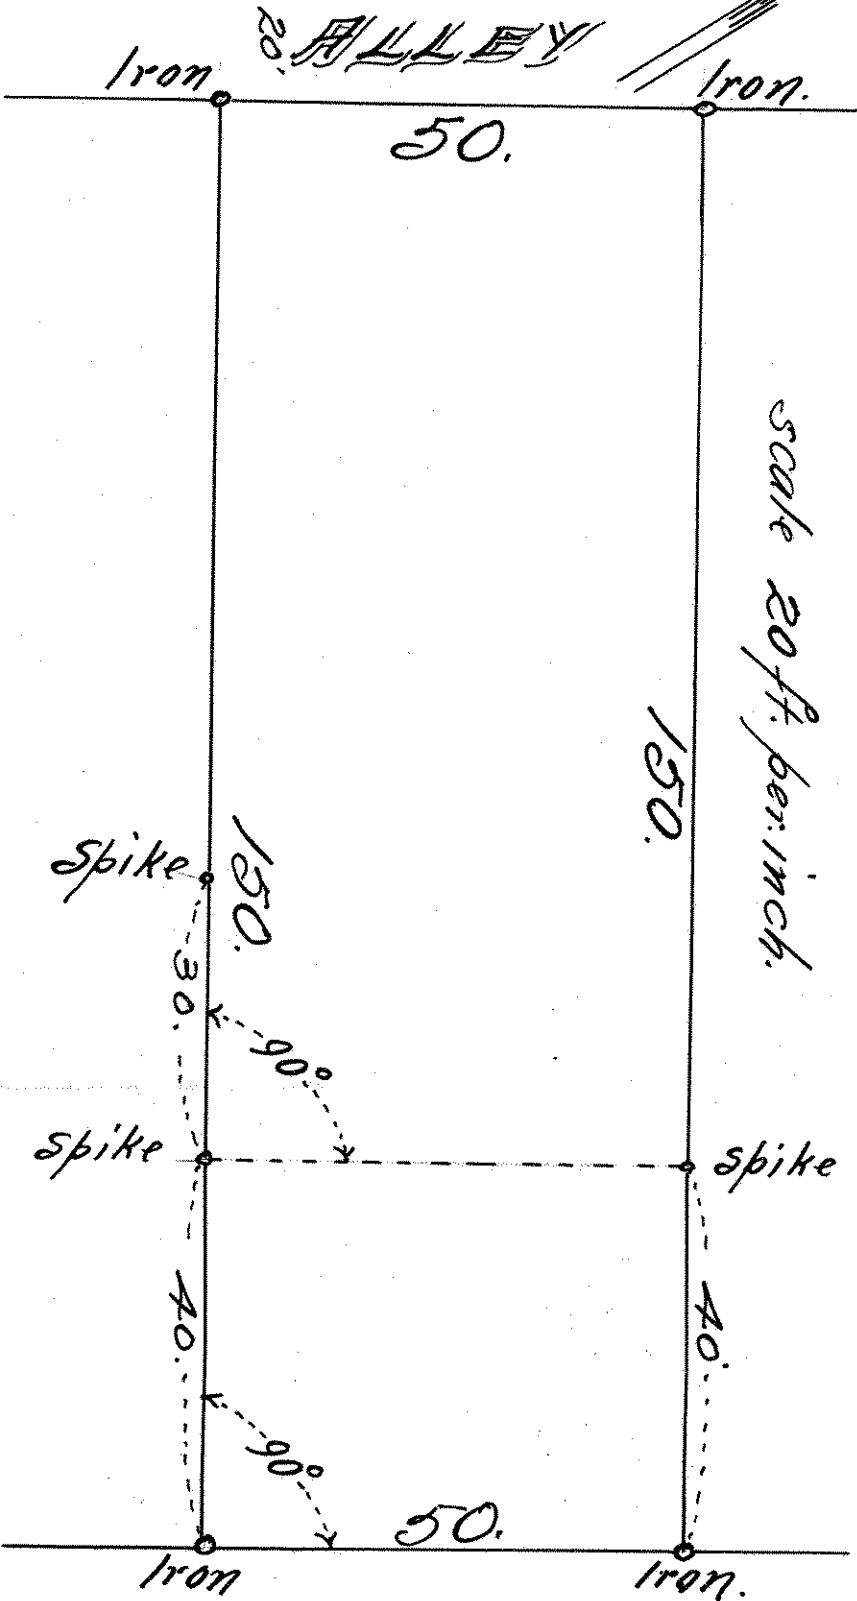 20.' ALLEY
Iron Iron.
50.
scale 20 ft. per. inch.
150.
150.
Spike
30.
90°
Spike Spike
40. 40.
90°
50.
Iron Iron.